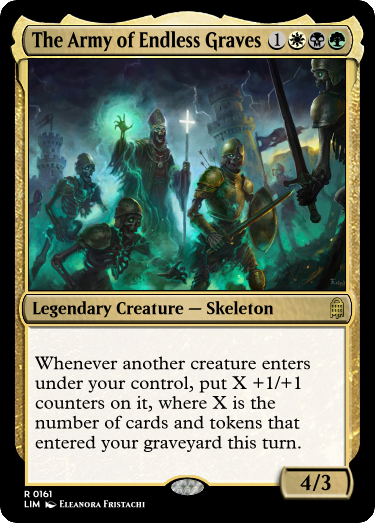 The Army of Endless Graves 1
Legendary Creature — Skeleton
Whenever another creature enters
under your control, put X +1/+1
counters on it, where X is the
number of cards and tokens that
entered your graveyard this turn.
4/3
R 0161
LIM Eleanora Fristachi